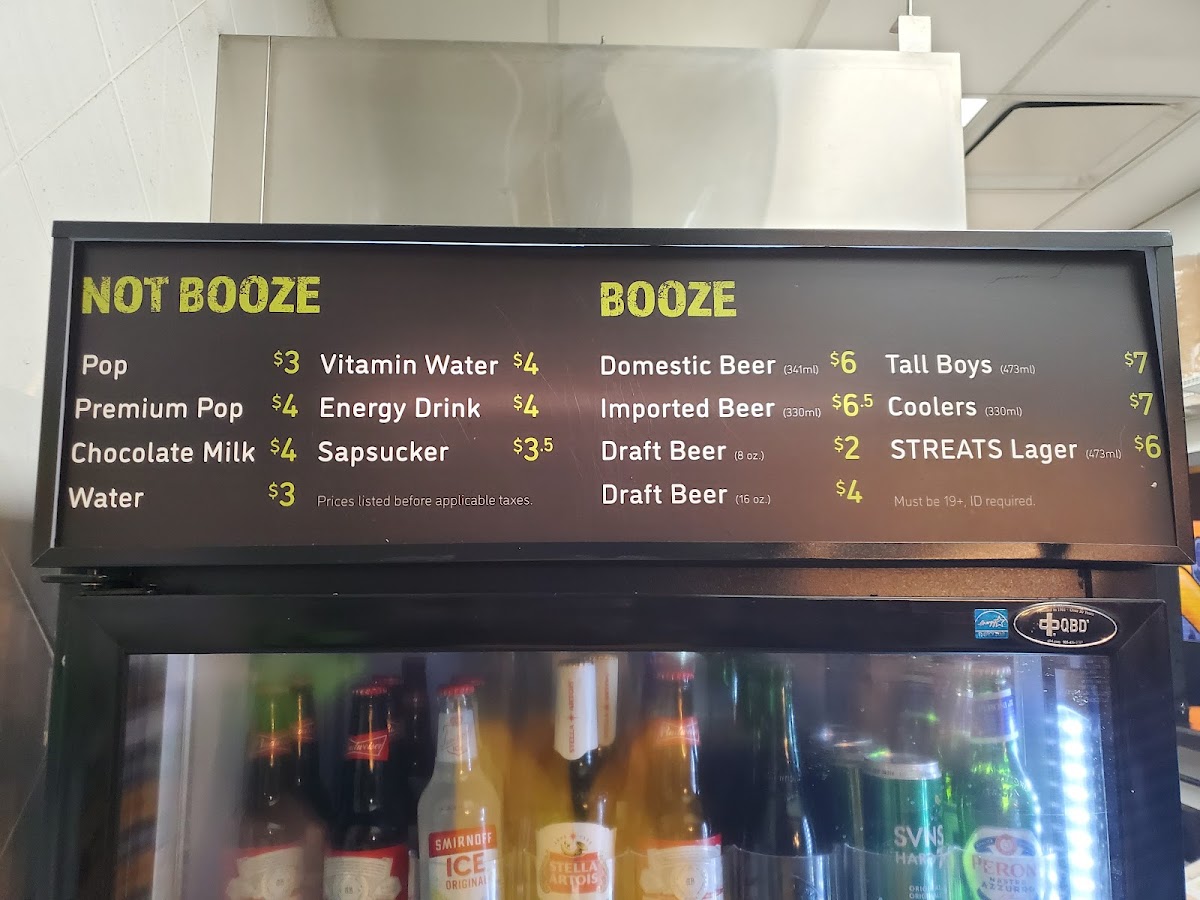 NOT BOOZE
Pop $3
Premium Pop $4
Chocolate Milk $4
Water $3
Vitamin Water $4
Energy Drink $4
Sapsucker $3.5
Prices listed before applicable taxes.
BOOZE
Domestic Beer (341ml) $6
Imported Beer (330ml) $6.5
Draft Beer (8 oz.) $2
Draft Beer (16 oz.) $4
Tall Boys (473ml) $7
Coolers (330ml) $7
STREATS Lager (473ml) $6
Must be 19+, ID required.
QBD
Budweiser
SMIRNOFF
ICE
ORIGINAL
STELLA
ARTOIS
SVNS
HARD
PERONI
NASTRO
AZZURRO